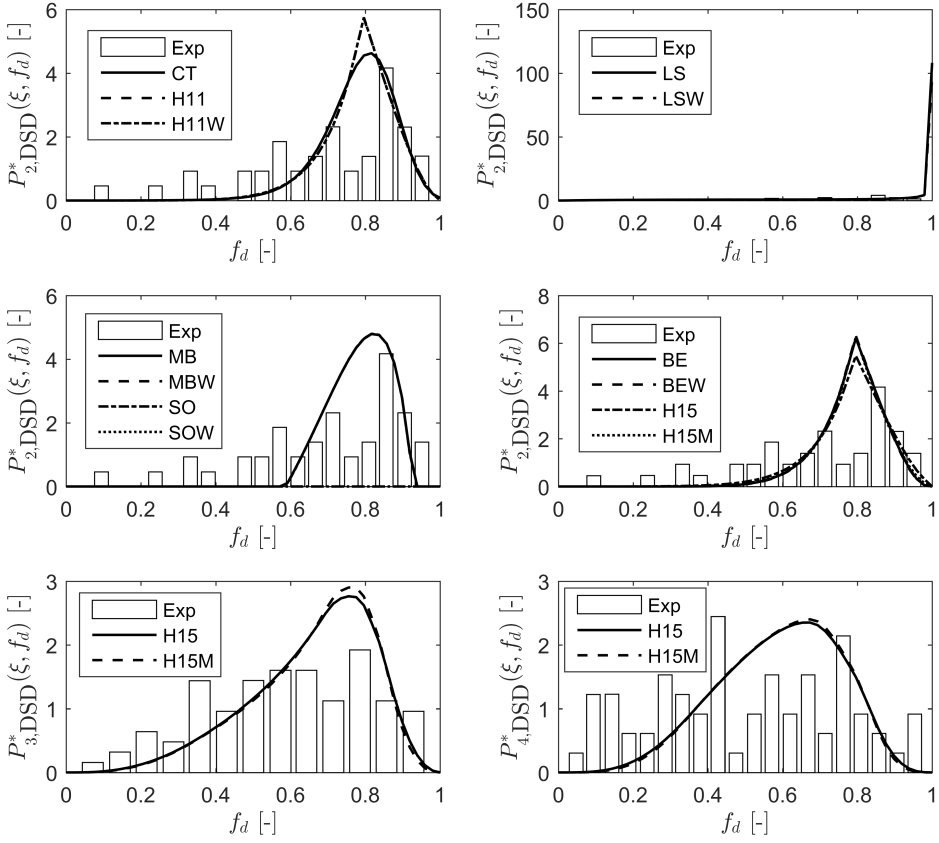 6
4
2
0
P*2,DSD(ξ, fd) [-]
Exp
CT
H11
H11W
0 0.2 0.4 0.6 0.8 1
fd [-]
150
100
50
0
P*2,DSD(ξ, fd) [-]
Exp
LS
LSW
0 0.2 0.4 0.6 0.8 1
fd [-]
6
4
2
0
P*2,DSD(ξ, fd) [-]
Exp
MB
MBW
SO
SOW
0 0.2 0.4 0.6 0.8 1
fd [-]
8
6
4
2
0
P*2,DSD(ξ, fd) [-]
Exp
BE
BEW
H15
H15M
0 0.2 0.4 0.6 0.8 1
fd [-]
3
2
1
0
P*3,DSD(ξ, fd) [-]
Exp
H15
H15M
0 0.2 0.4 0.6 0.8 1
fd [-]
3
2
1
0
P*4,DSD(ξ, fd) [-]
Exp
H15
H15M
0 0.2 0.4 0.6 0.8 1
fd [-]